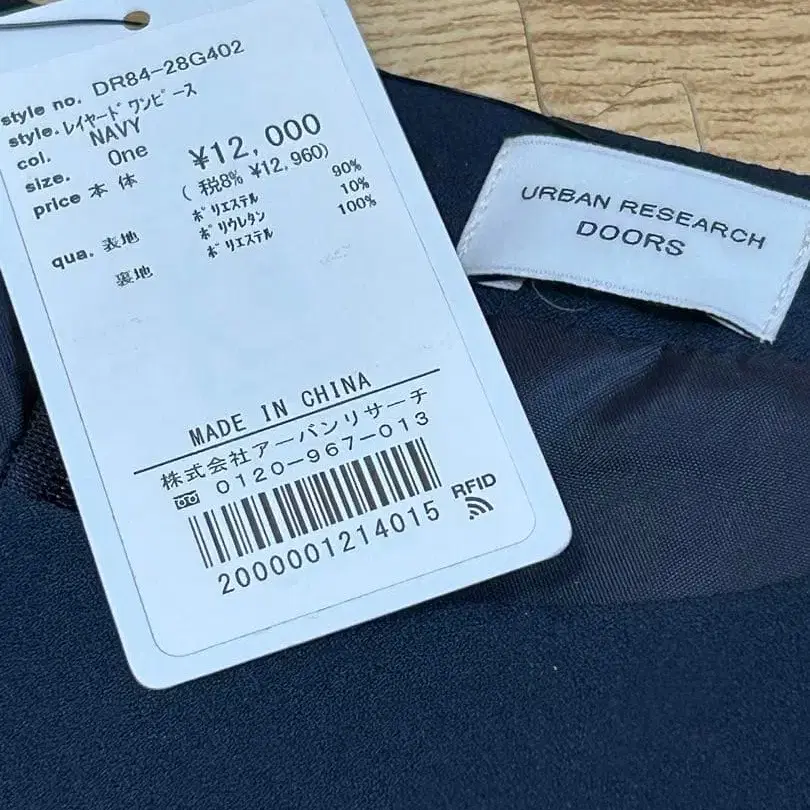 style no. DR84-28G402
style. レイヤードワンピース
col. NAVY
size. One
price 本体 ¥12,000
( 税8% ¥12,960)
qua. 表地 ポリエステル 90%
ポリウレタン 10%
裏地 ポリエステル 100%
MADE IN CHINA
株式会社アーバンリサーチ
0120-967-013
RFID
2000001214015
URBAN RESEARCH
DOORS